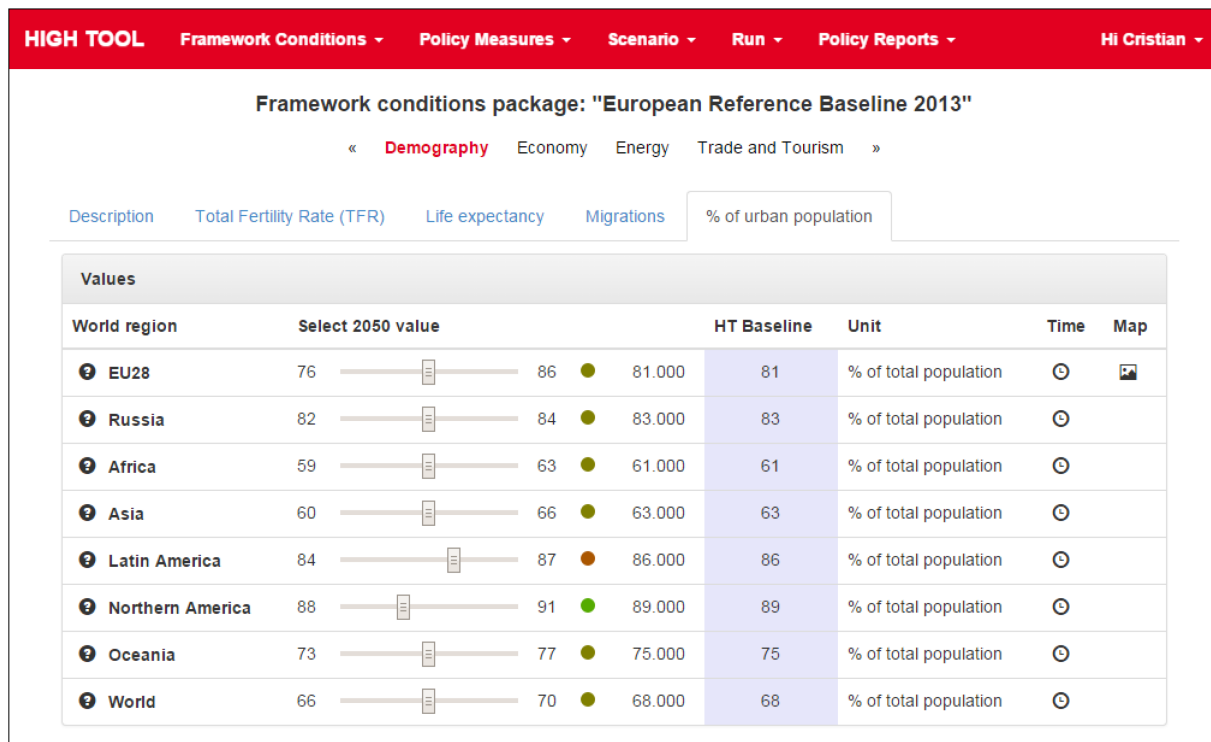 HIGH TOOL Framework Conditions Policy Measures Scenario Run Policy Reports Hi Cristian
Framework conditions package: "European Reference Baseline 2013"
« Demography Economy Energy Trade and Tourism »
Description Total Fertility Rate (TFR) Life expectancy Migrations % of urban population
Values
World region Select 2050 value HT Baseline Unit Time Map
EU28 76 86 81.000 81 % of total population
Russia 82 84 83.000 83 % of total population
Africa 59 63 61.000 61 % of total population
Asia 60 66 63.000 63 % of total population
Latin America 84 87 86.000 86 % of total population
Northern America 88 91 89.000 89 % of total population
Oceania 73 77 75.000 75 % of total population
World 66 70 68.000 68 % of total population